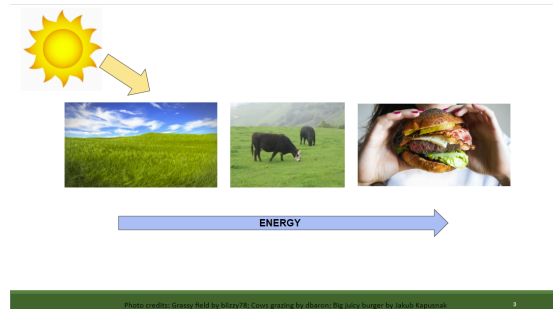 ENERGY
Photo credits: Grassy field by blizzy78; Cows grazing by dbaron; Big juicy burger by Jakub Kapusnak
3